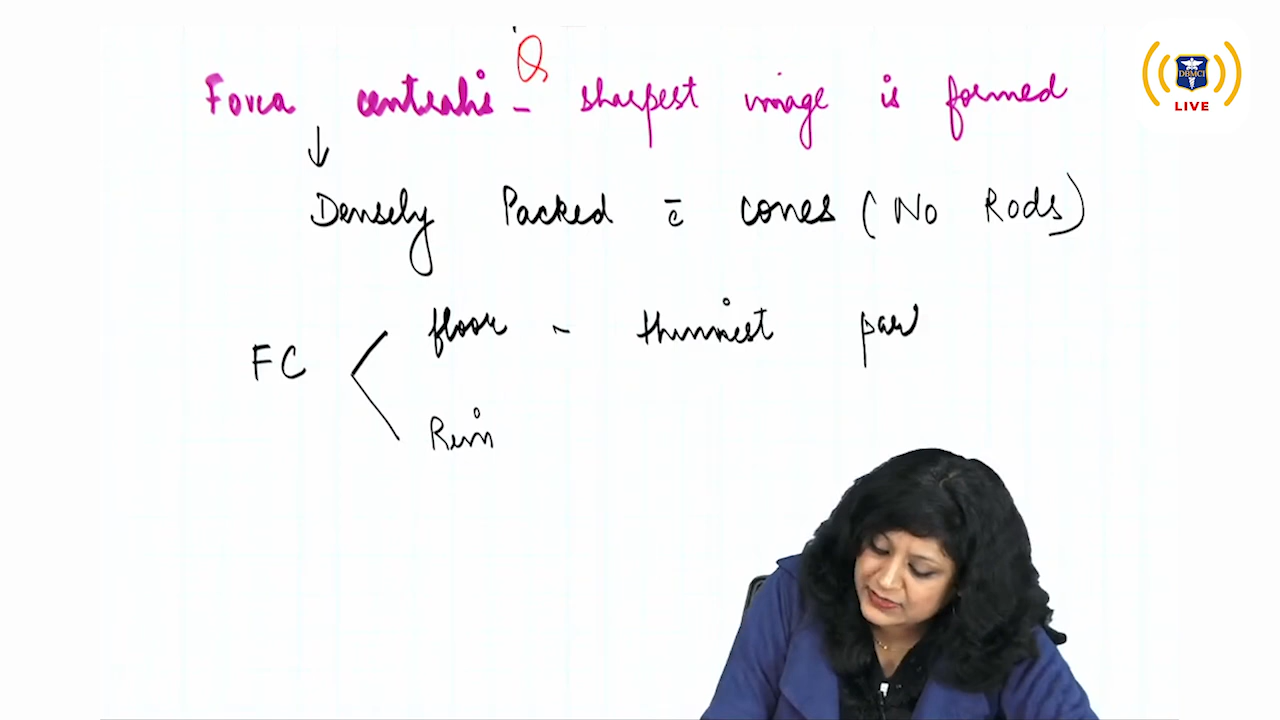 Q
Fovea centralis - sharpest image is formed
DBMCI
LIVE
↓
Densely Packed c̄ cones (No Rods)
floor - thinnest par
FC
Rim